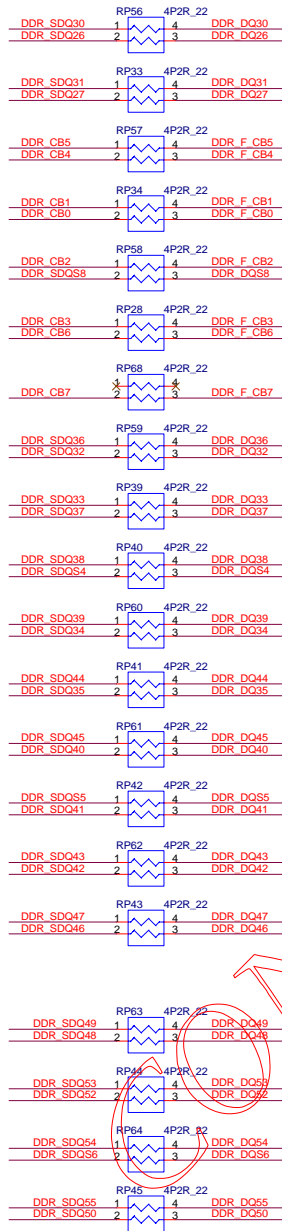 RP56 4P2R_22
DDR_SDQ30 1 4 DDR_DQ30
DDR_SDQ26 2 3 DDR_DQ26
RP33 4P2R_22
DDR_SDQ31 1 4 DDR_DQ31
DDR_SDQ27 2 3 DDR_DQ27
RP57 4P2R_22
DDR_CB5 1 4 DDR_F_CB5
DDR_CB4 2 3 DDR_F_CB4
RP34 4P2R_22
DDR_CB1 1 4 DDR_F_CB1
DDR_CB0 2 3 DDR_F_CB0
RP58 4P2R_22
DDR_CB2 1 4 DDR_F_CB2
DDR_SDQS8 2 3 DDR_DQS8
RP28 4P2R_22
DDR_CB3 1 4 DDR_F_CB3
DDR_CB6 2 3 DDR_F_CB6
RP68 4P2R_22
1 4
DDR_CB7 2 3 DDR_F_CB7
RP59 4P2R_22
DDR_SDQ36 1 4 DDR_DQ36
DDR_SDQ32 2 3 DDR_DQ32
RP39 4P2R_22
DDR_SDQ33 1 4 DDR_DQ33
DDR_SDQ37 2 3 DDR_DQ37
RP40 4P2R_22
DDR_SDQ38 1 4 DDR_DQ38
DDR_SDQS4 2 3 DDR_DQS4
RP60 4P2R_22
DDR_SDQ39 1 4 DDR_DQ39
DDR_SDQ34 2 3 DDR_DQ34
RP41 4P2R_22
DDR_SDQ44 1 4 DDR_DQ44
DDR_SDQ35 2 3 DDR_DQ35
RP61 4P2R_22
DDR_SDQ45 1 4 DDR_DQ45
DDR_SDQ40 2 3 DDR_DQ40
RP42 4P2R_22
DDR_SDQS5 1 4 DDR_DQS5
DDR_SDQ41 2 3 DDR_DQ41
RP62 4P2R_22
DDR_SDQ43 1 4 DDR_DQ43
DDR_SDQ42 2 3 DDR_DQ42
RP43 4P2R_22
DDR_SDQ47 1 4 DDR_DQ47
DDR_SDQ46 2 3 DDR_DQ46
RP63 4P2R_22
DDR_SDQ49 1 4 DDR_DQ49
DDR_SDQ48 2 3 DDR_DQ48
RP44 4P2R_22
DDR_SDQ53 1 4 DDR_DQ53
DDR_SDQ52 2 3 DDR_DQ52
RP64 4P2R_22
DDR_SDQ54 1 4 DDR_DQ54
DDR_SDQS6 2 3 DDR_DQS6
RP45 4P2R_22
DDR_SDQ55 1 4 DDR_DQ55
DDR_SDQ50 2 3 DDR_DQ50